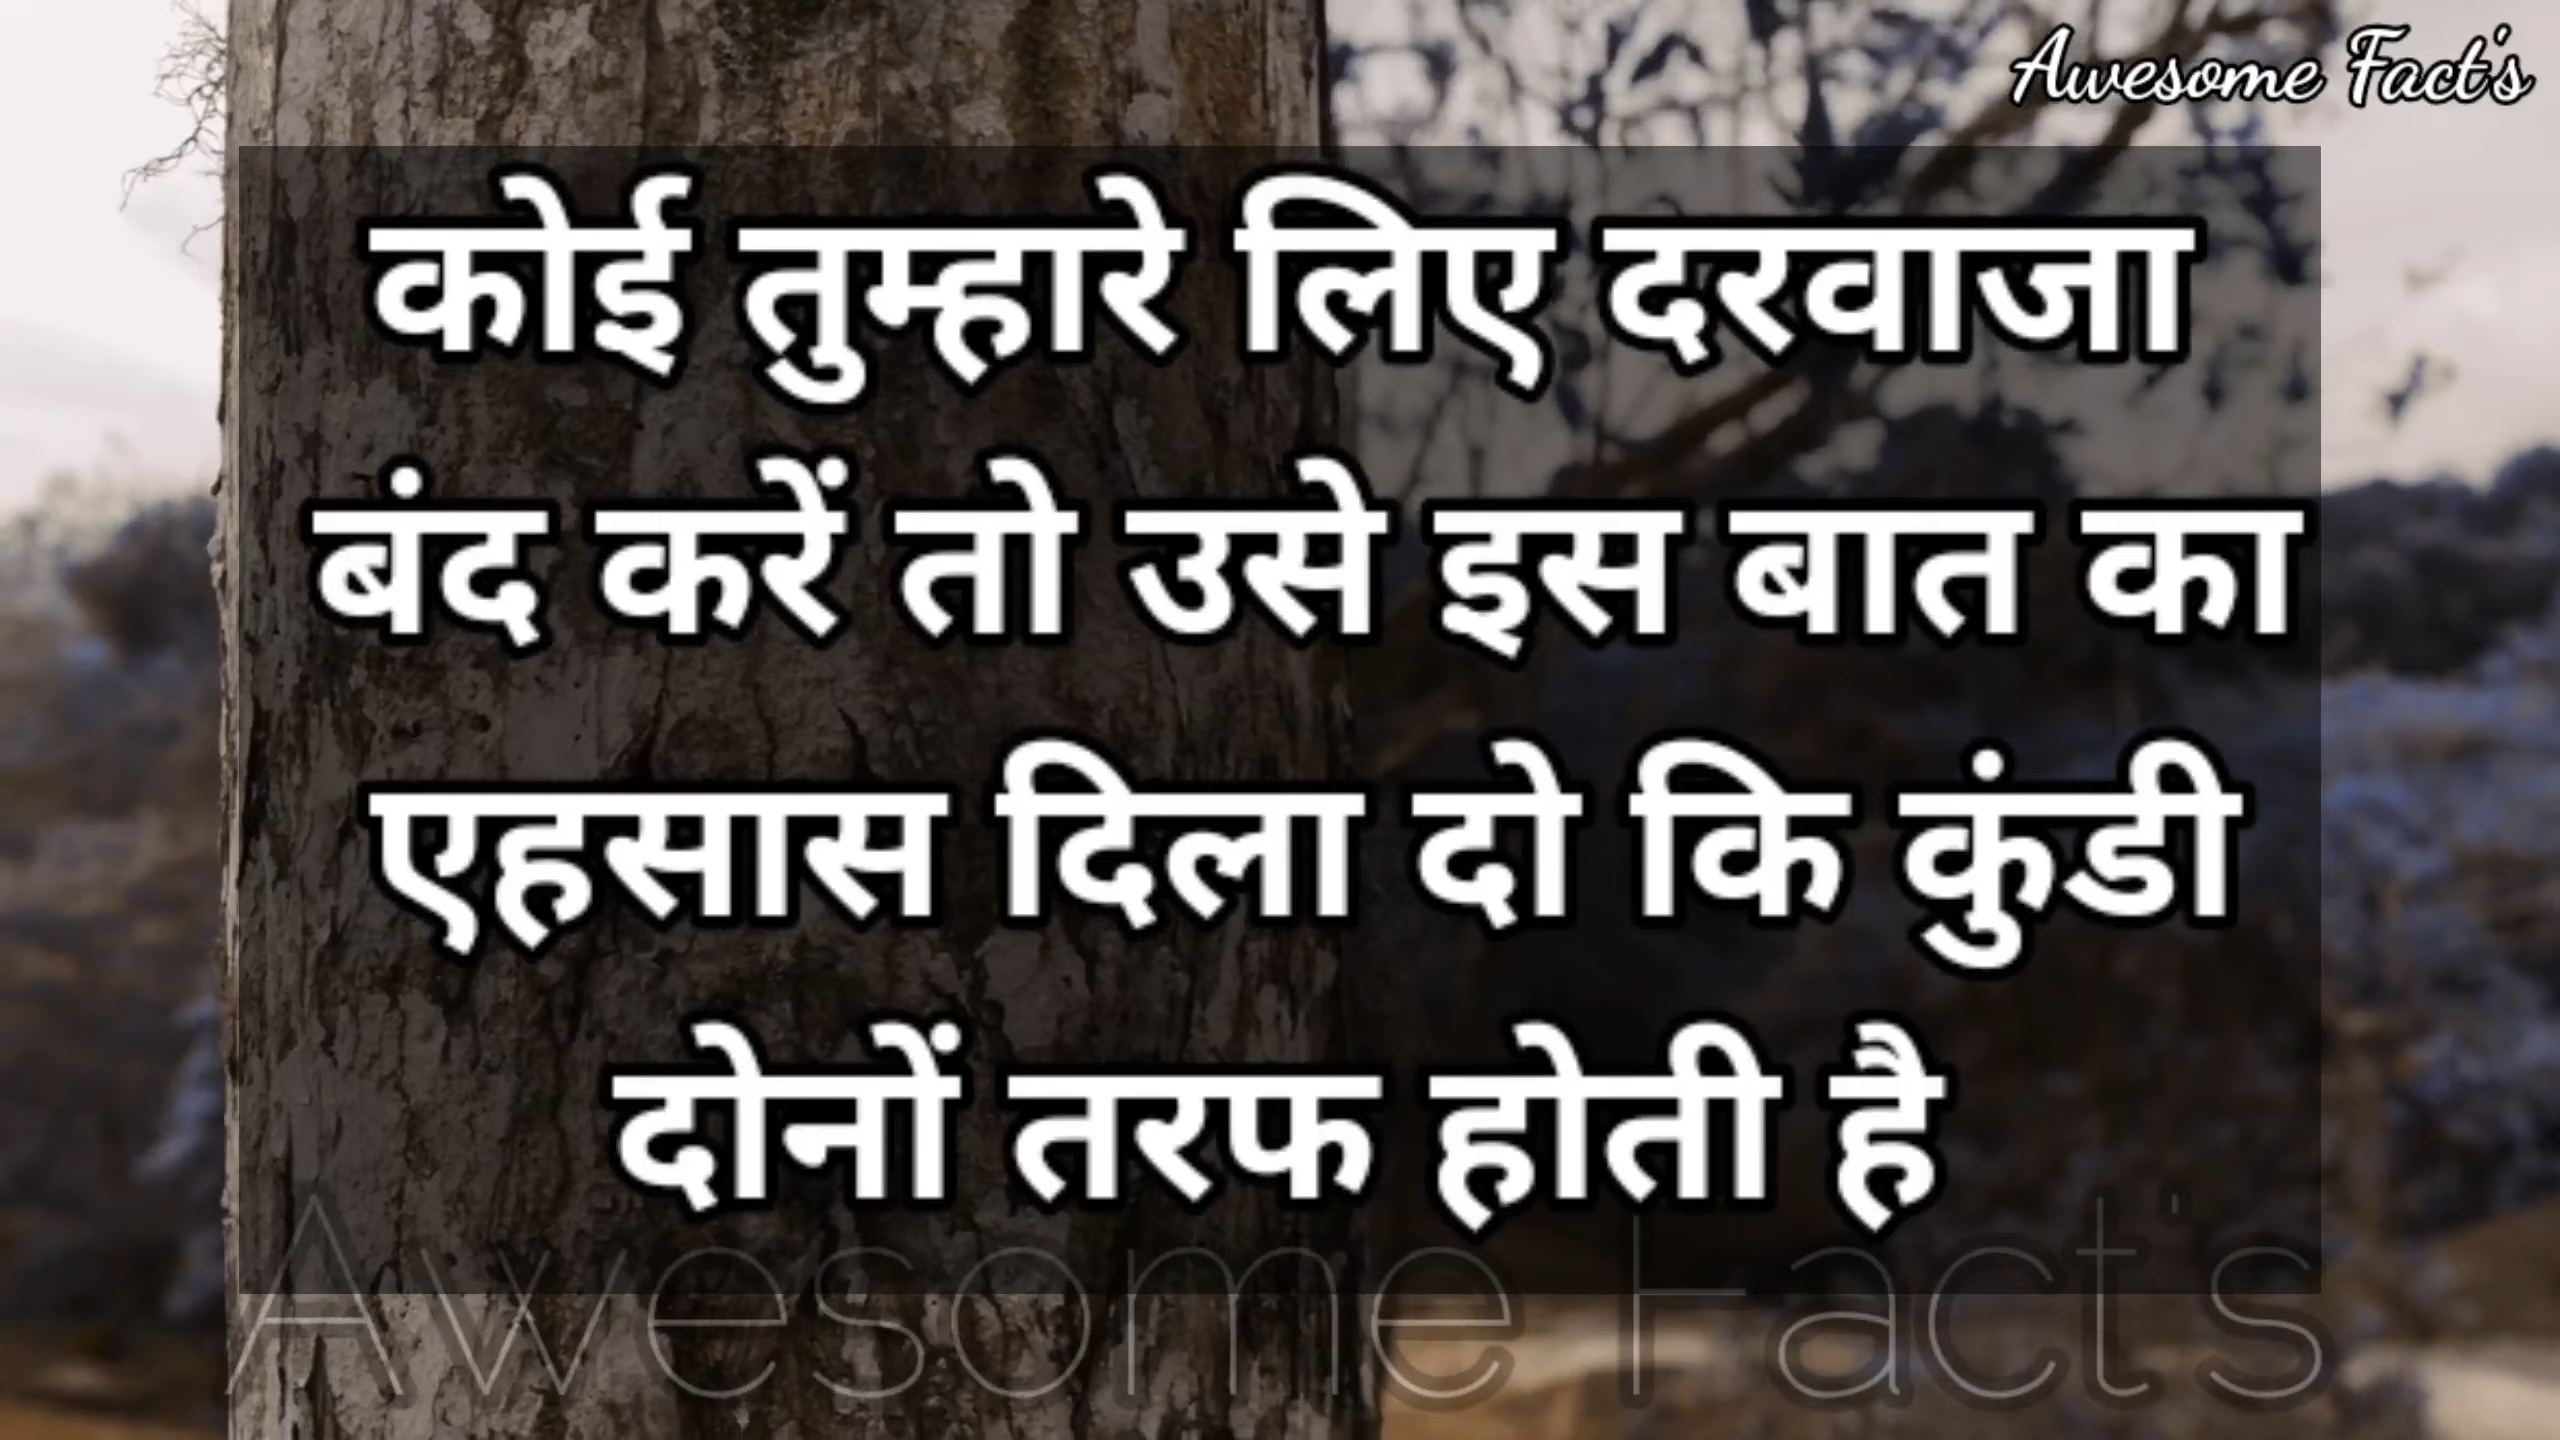 Awesome Fact's
कोई तुम्हारे लिए दरवाजा
बंद करें तो उसे इस बात का
एहसास दिला दो कि कुंडी
दोनों तरफ होती है
Awesome Fact's